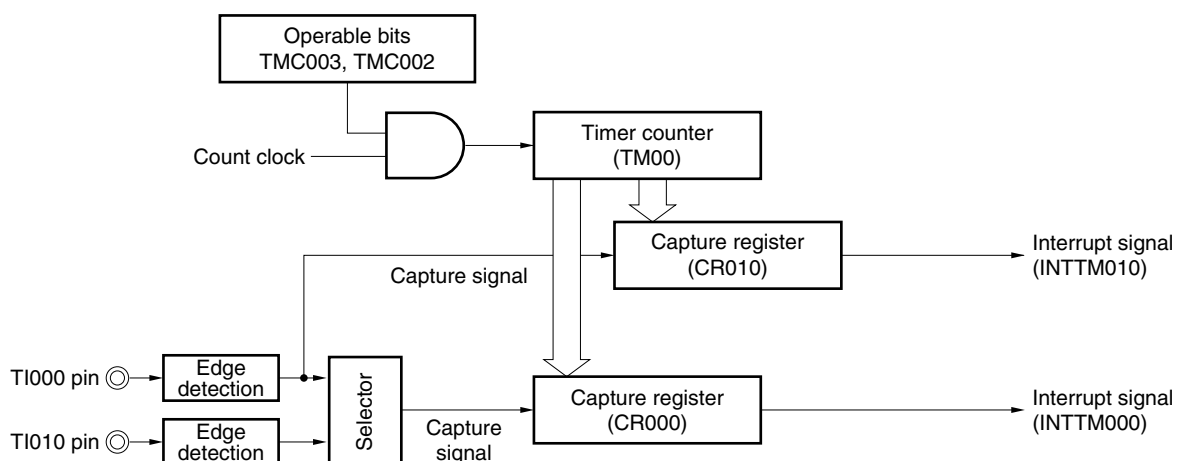 Operable bits
TMC003, TMC002
Count clock
Timer counter
(TM00)
Capture register
(CR010)
Interrupt signal
(INTTM010)
Capture signal
TI000 pin
Edge
detection
Selector
Capture register
(CR000)
Interrupt signal
(INTTM000)
TI010 pin
Edge
detection
Capture
signal